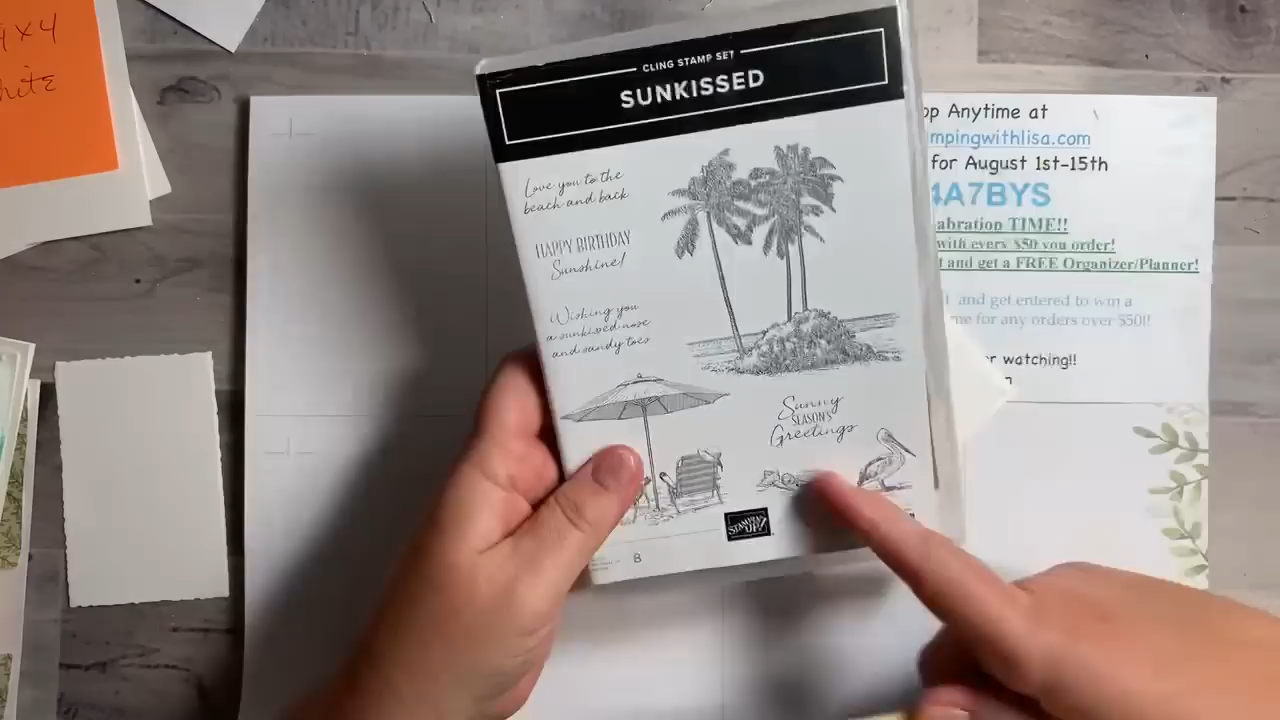 4x4
CLING STAMP SET
SUNKISSED
Love you to the
beach and back
HAPPY BIRTHDAY
Sunshine!
Wishing you
a sunkissed nose
and sandy toes
Sunny
SEASON'S
Greetings
STAMPIN'
UP!
8
op Anytime at
mpingwithlisa.com
for August 1st-15th
4A7BYS
abration TIME!!
with every $50 you order!
t and get a FREE Organizer/Planner!
t and get entered to win a
me for any orders over $50!!
r watching!!